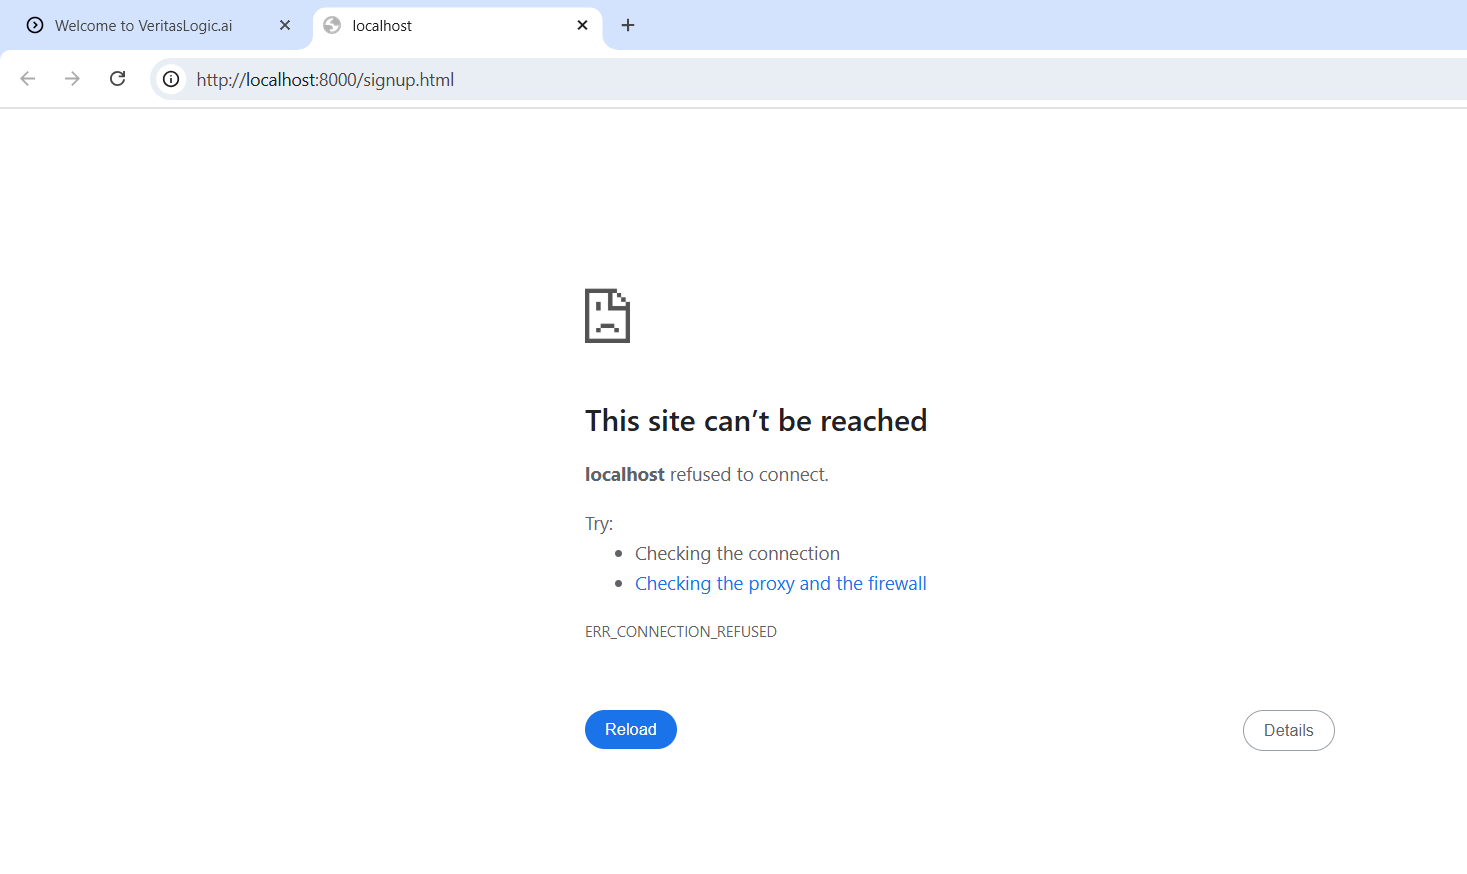 Welcome to VeritasLogic.ai
localhost
http://localhost:8000/signup.html
This site can’t be reached
localhost refused to connect.
Try:
Checking the connection
Checking the proxy and the firewall
ERR_CONNECTION_REFUSED
Reload
Details